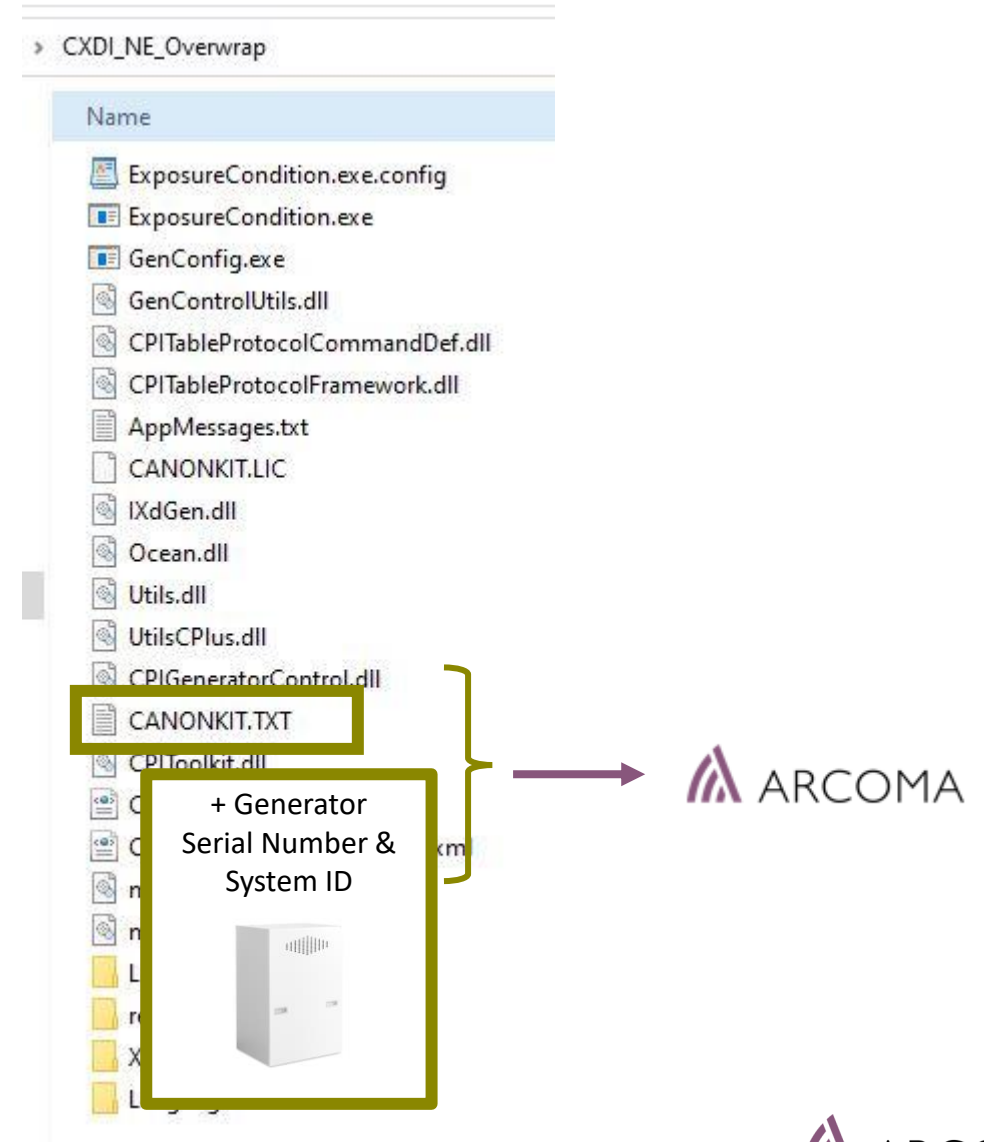 CXDI_NE_Overwrap
Name
ExposureCondition.exe.config
ExposureCondition.exe
GenConfig.exe
GenControlUtils.dll
CPITableProtocolCommandDef.dll
CPITableProtocolFramework.dll
AppMessages.txt
CANONKIT.LIC
IXdGen.dll
Ocean.dll
Utils.dll
UtilsCPlus.dll
CPIGeneratorControl.dll
CANONKIT.TXT
CPIToolkit.dll
+ Generator
Serial Number &
System ID
ARCOMA